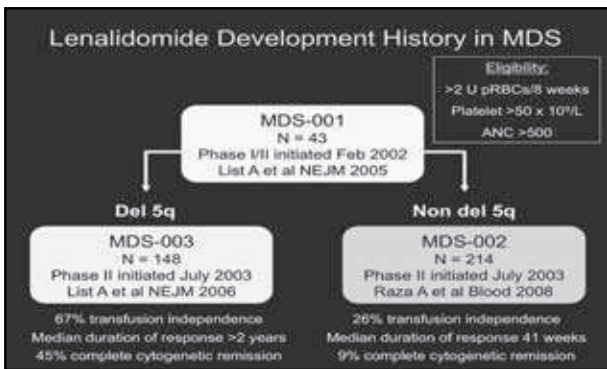 Lenalidomide Development History in MDS
Eligibility:
>2 U pRBCs/8 weeks
Platelet >50 x 10⁹/L
ANC >500
MDS-001
N = 43
Phase I/II initiated Feb 2002
List A et al NEJM 2005
Del 5q
MDS-003
N = 148
Phase II initiated July 2003
List A et al NEJM 2006
67% transfusion independence
Median duration of response >2 years
45% complete cytogenetic remission
Non del 5q
MDS-002
N = 214
Phase II initiated July 2003
Raza A et al Blood 2008
26% transfusion independence
Median duration of response 41 weeks
9% complete cytogenetic remission